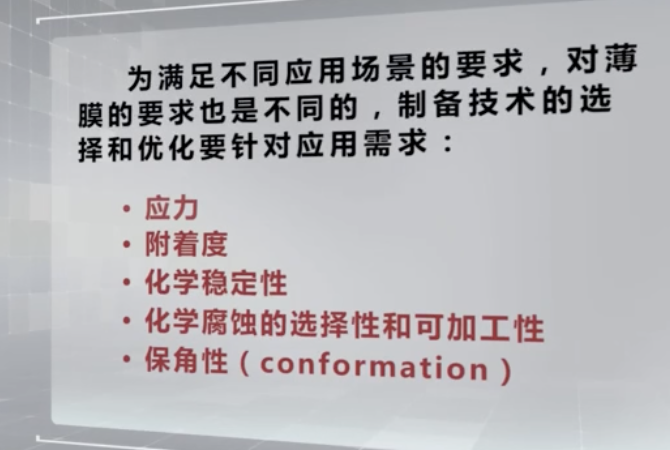 为满足不同应用场景的要求，对薄
膜的要求也是不同的，制备技术的选
择和优化要针对应用需求：
• 应力
• 附着度
• 化学稳定性
• 化学腐蚀的选择性和可加工性
• 保角性（conformation）